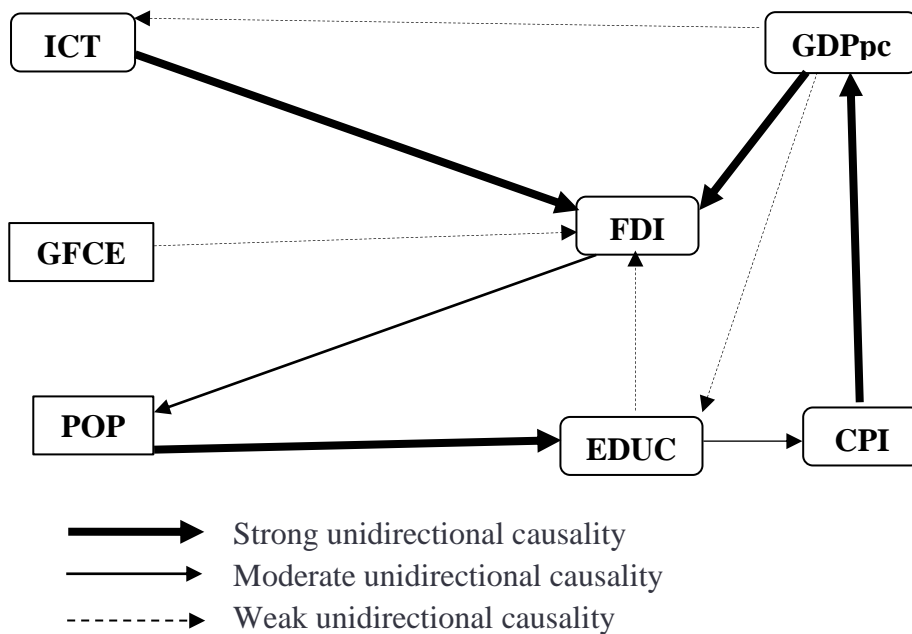 ICT
GDPpc
FDI
GFCE
POP
EDUC
CPI
Strong unidirectional causality
Moderate unidirectional causality
Weak unidirectional causality